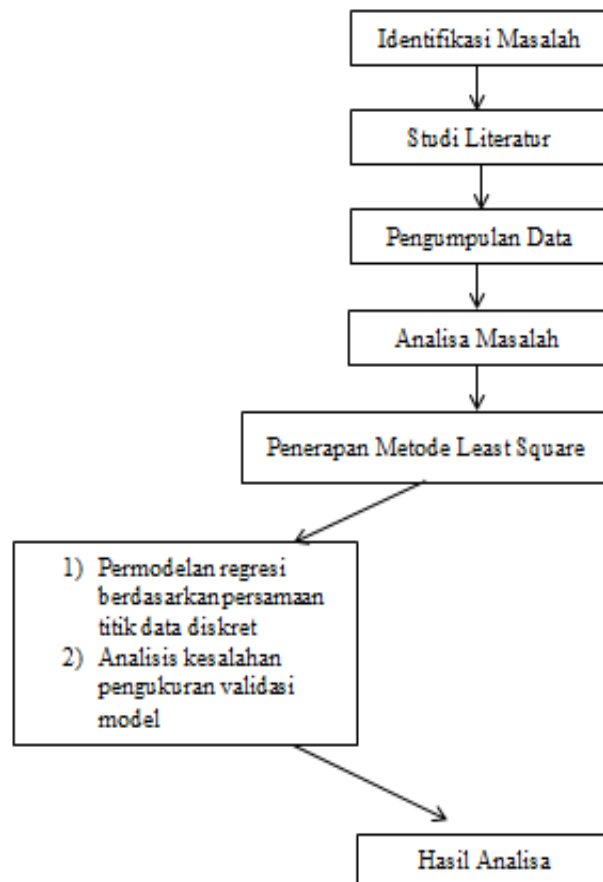 Identifikasi Masalah
Studi Literatur
Pengumpulan Data
Analisa Masalah
Penerapan Metode Least Square
1) Permodelan regresi
berdasarkan persamaan
titik data diskret
2) Analisis kesalahan
pengukuran validasi
model
Hasil Analisa